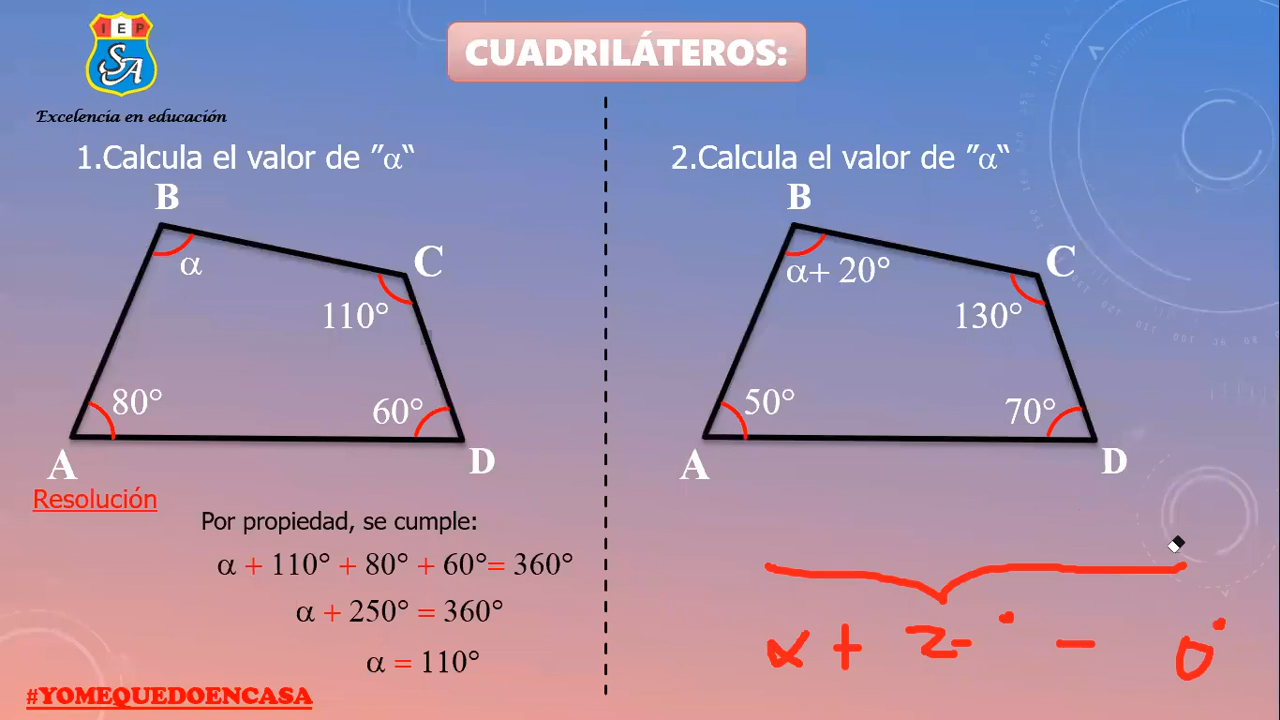 I E P
SA
Excelencia en educación
CUADRILÁTEROS:
1.Calcula el valor de ”α“
B
α
C
110°
80°
60°
A
D
Resolución
Por propiedad, se cumple:
α + 110° + 80° + 60°= 360°
α + 250° = 360°
α = 110°
#YOMEQUEDOENCASA
2.Calcula el valor de ”α“
B
α+ 20°
C
130°
50°
70°
A
D
α + 2 ° – 0°